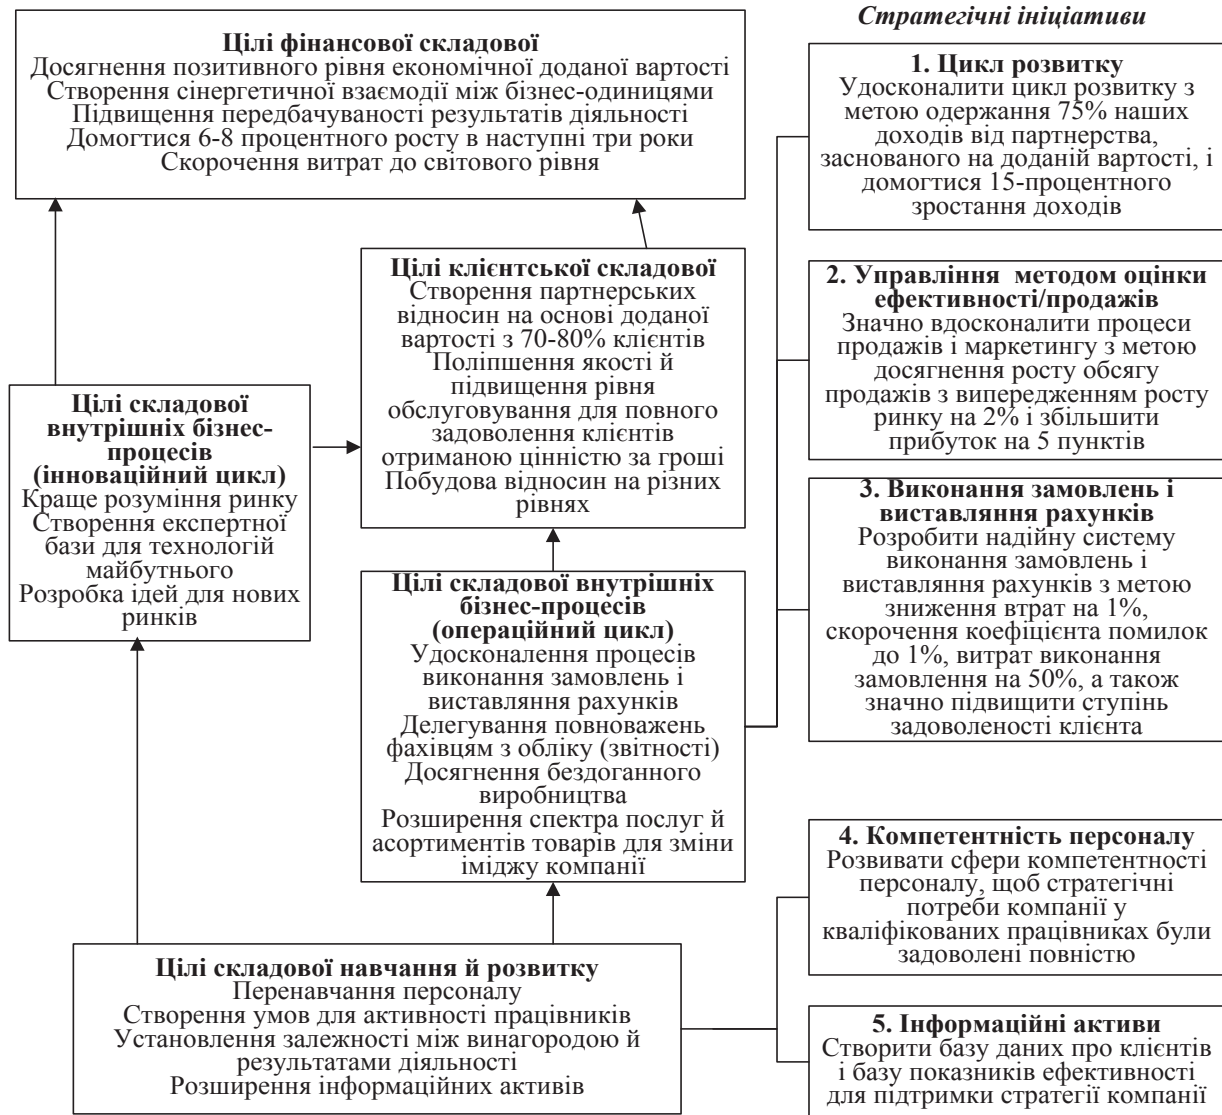 Стратегічні ініціативи
Цілі фінансової складової
Досягнення позитивного рівня економічної доданої вартості
Створення сінергетичної взаємодії між бізнес-одиницями
Підвищення передбачуваності результатів діяльності
Домогтися 6-8 процентного росту в наступні три роки
Скорочення витрат до світового рівня
1. Цикл розвитку
Удосконалити цикл розвитку з
метою одержання 75% наших
доходів від партнерства,
заснованого на доданій вартості, і
домогтися 15-процентного
зростання доходів
Цілі клієнтської складової
Створення партнерських
відносин на основі доданої
вартості з 70-80% клієнтів
Поліпшення якості й
підвищення рівня
обслуговування для повного
задоволення клієнтів
отриманою цінністю за гроші
Побудова відносин на різних
рівнях
2. Управління методом оцінки
ефективності/продажів
Значно вдосконалити процеси
продажів і маркетингу з метою
досягнення росту обсягу
продажів з випередженням росту
ринку на 2% і збільшити
прибуток на 5 пунктів
Цілі складової
внутрішніх бізнес-
процесів
(інноваційний цикл)
Краще розуміння ринку
Створення експертної
бази для технологій
майбутнього
Розробка ідей для нових
ринків
3. Виконання замовлень і
виставляння рахунків
Розробити надійну систему
виконання замовлень і
виставляння рахунків з метою
зниження втрат на 1%,
скорочення коефіцієнта помилок
до 1%, витрат виконання
замовлення на 50%, а також
значно підвищити ступінь
задоволеності клієнта
Цілі складової внутрішніх
бізнес-процесів
(операційний цикл)
Удосконалення процесів
виконання замовлень і
виставляння рахунків
Делегування повноважень
фахівцям з обліку (звітності)
Досягнення бездоганного
виробництва
Розширення спектра послуг й
асортиментів товарів для зміни
іміджу компанії
4. Компетентність персоналу
Розвивати сфери компетентності
персоналу, щоб стратегічні
потреби компанії у
кваліфікованих працівниках були
задоволені повністю
Цілі складової навчання й розвитку
Перенавчання персоналу
Створення умов для активності працівників
Установлення залежності між винагородою й
результатами діяльності
Розширення інформаційних активів
5. Інформаційні активи
Створити базу даних про клієнтів
і базу показників ефективності
для підтримки стратегії компанії